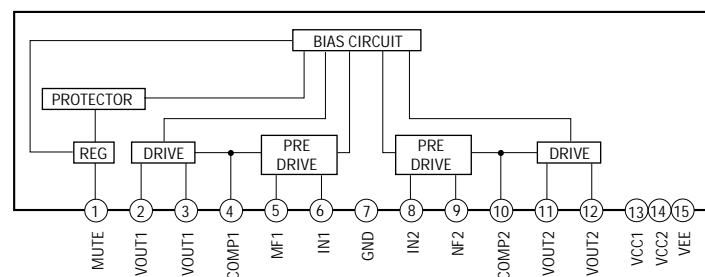 BIAS CIRCUIT
PROTECTOR
REG
DRIVE
PRE
DRIVE
PRE
DRIVE
DRIVE
1 2 3 4 5 6 7 8 9 10 11 12 13 14 15
MUTE
VOUT1
VOUT1
COMP1
MF1
IN1
GND
IN2
NF2
COMP2
VOUT2
VOUT2
VCC1
VCC2
VEE